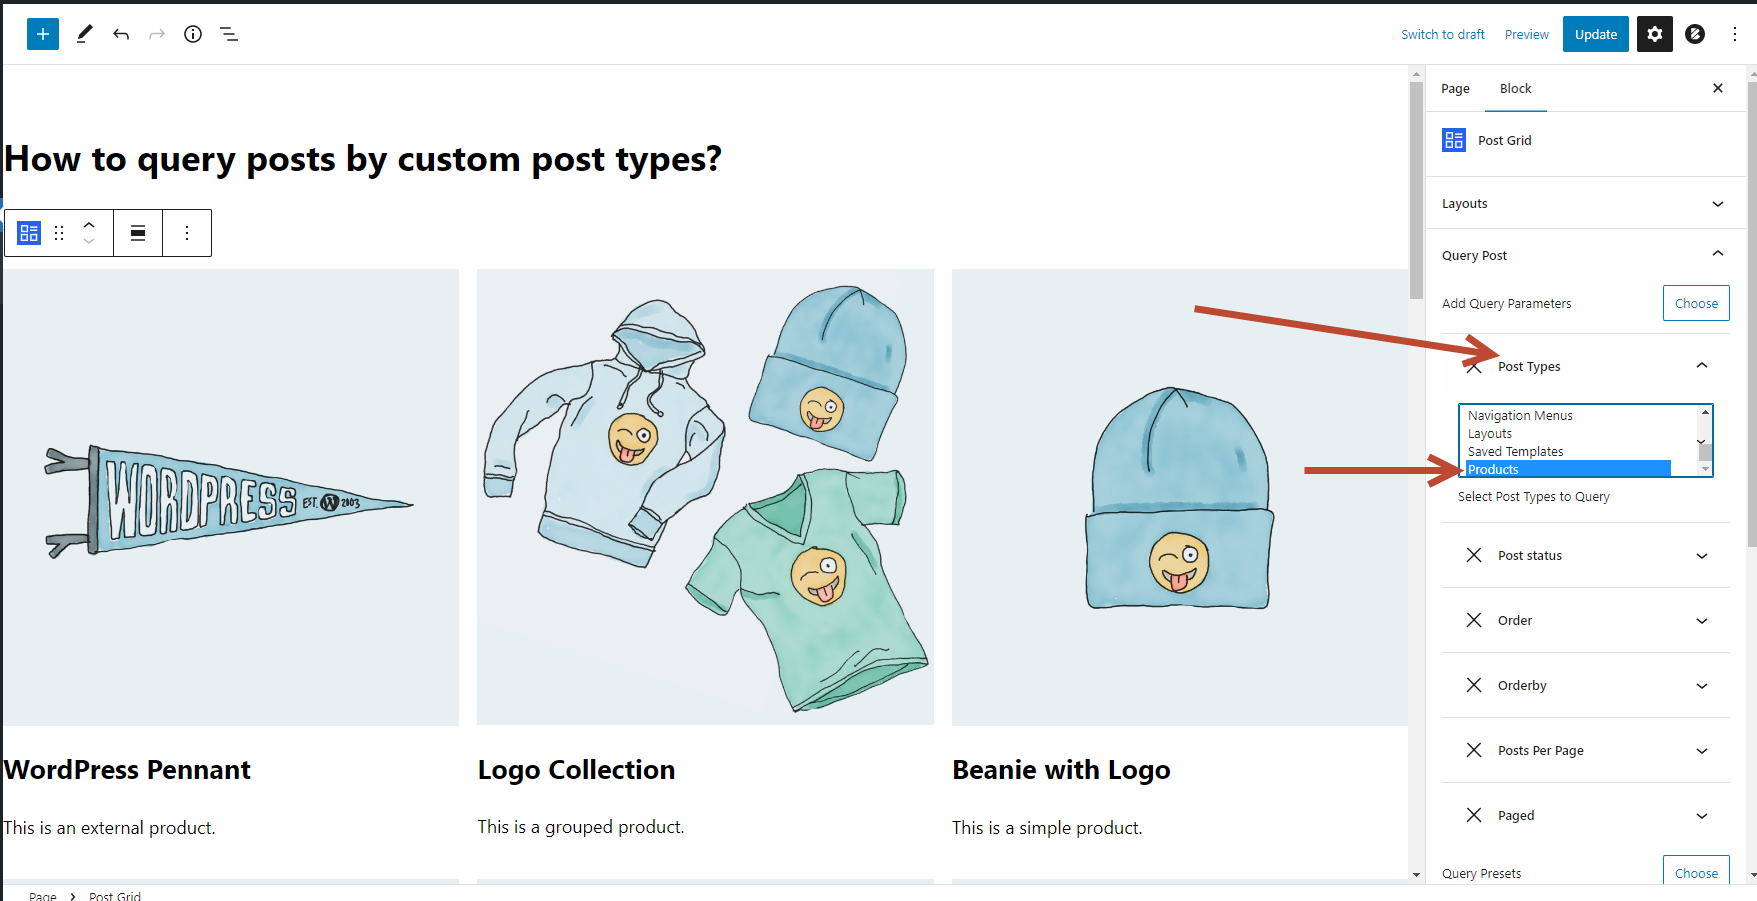 Switch to draft
Preview
Update
Page
Block
Post Grid
Layouts
Query Post
Add Query Parameters
Choose
Post Types
Navigation Menus
Layouts
Saved Templates
Products
Select Post Types to Query
Post status
Order
Orderby
Posts Per Page
Paged
Query Presets
Choose
How to query posts by custom post types?
WORDPRESS EST. W 2003
WordPress Pennant
Logo Collection
Beanie with Logo
This is an external product.
This is a grouped product.
This is a simple product.
Page
Post Grid